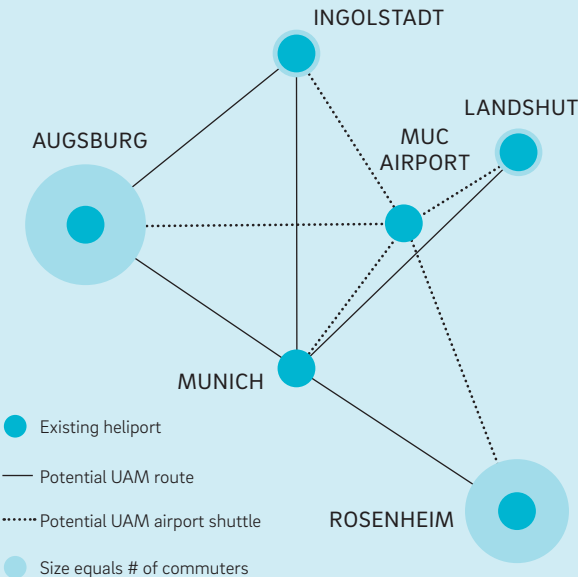 INGOLSTADT
LANDSHUT
AUGSBURG
MUC
AIRPORT
MUNICH
Existing heliport
Potential UAM route
Potential UAM airport shuttle
ROSENHEIM
Size equals # of commuters